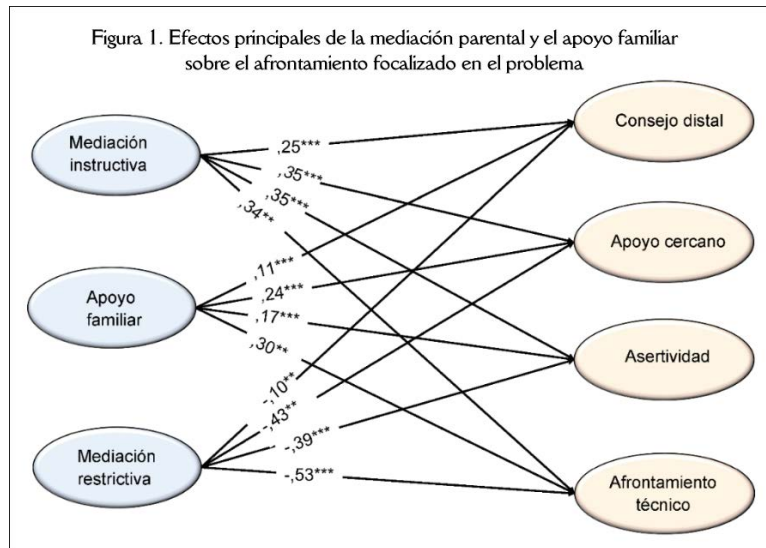 Figura 1. Efectos principales de la mediación parental y el apoyo familiar
sobre el afrontamiento focalizado en el problema
Mediación
instructiva
Apoyo
familiar
Mediación
restrictiva
,25***
,35***
,35***
,34**
,11***
,24***
,17***
,30**
-,10**
-,43**
-,39***
-,53***
Consejo distal
Apoyo cercano
Asertividad
Afrontamiento
técnico